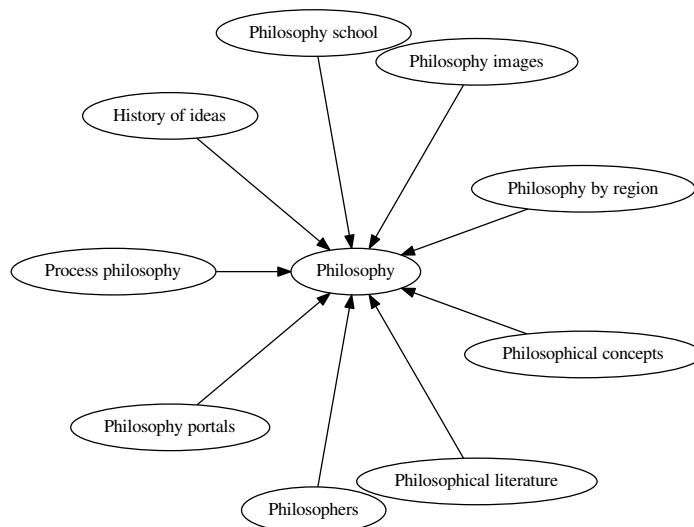 Philosophy school
Philosophy images
History of ideas
Philosophy by region
Process philosophy
Philosophy
Philosophical concepts
Philosophy portals
Philosophical literature
Philosophers